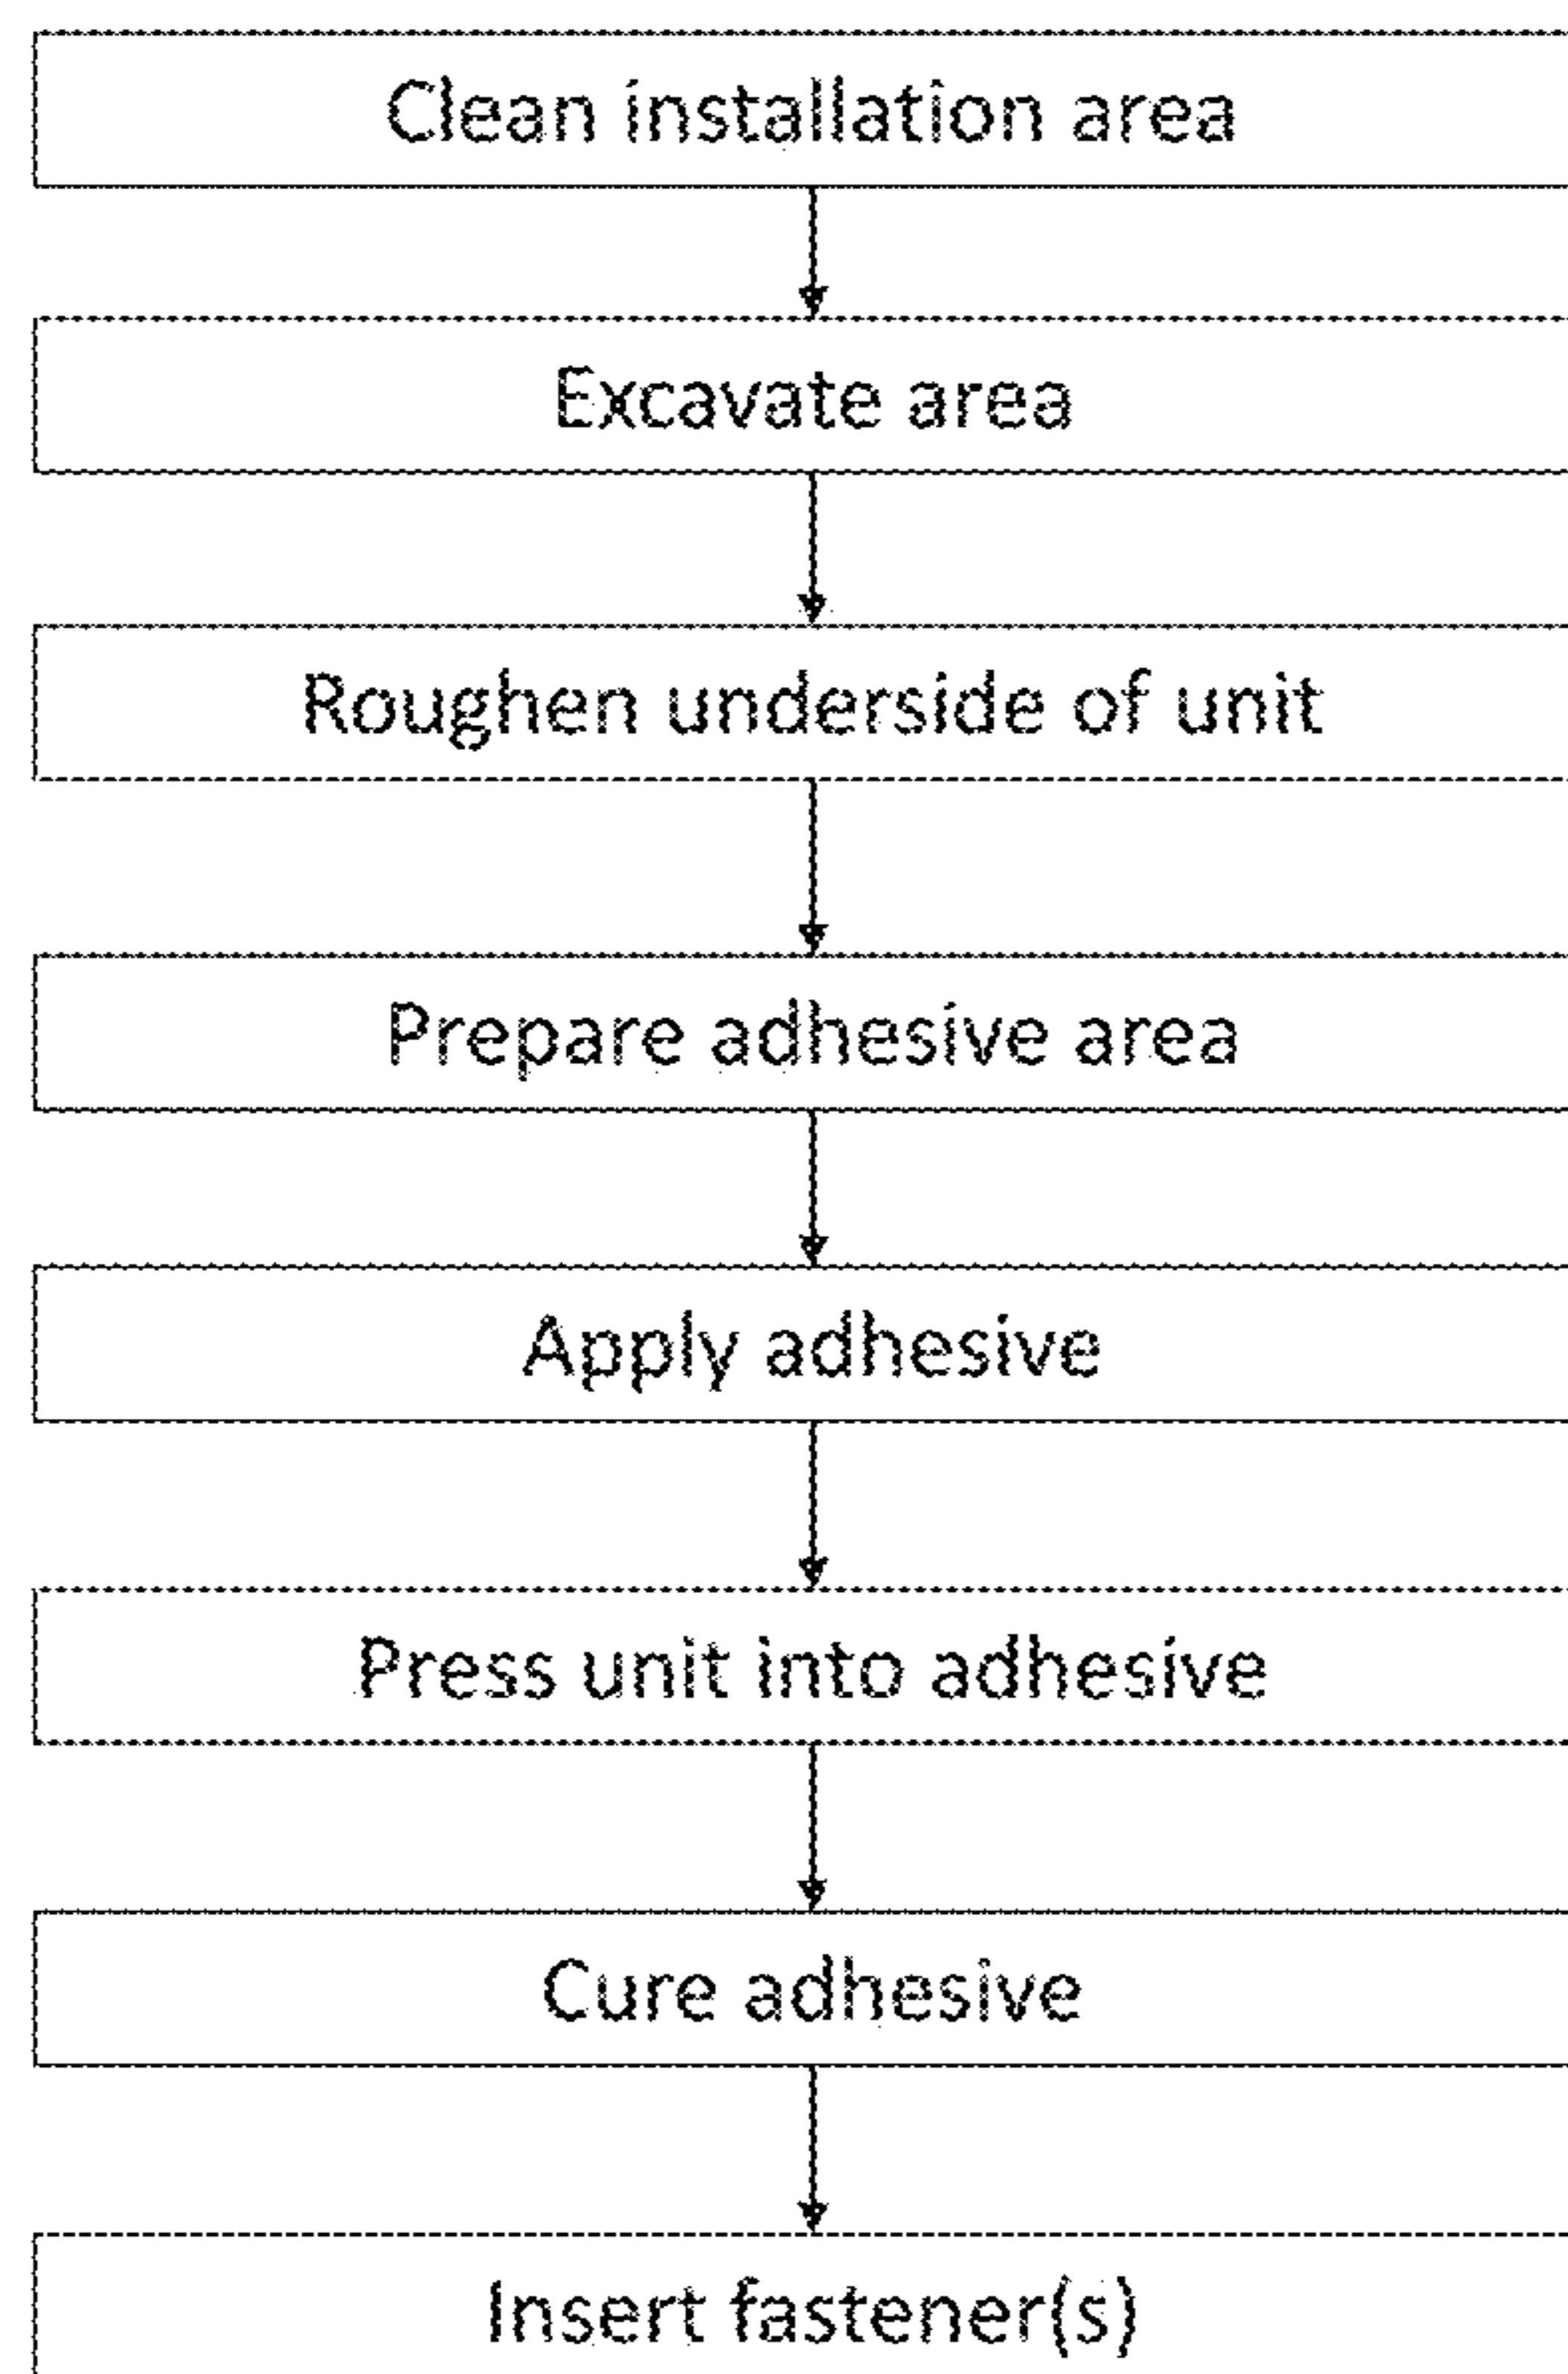 Clean installation area
Excavate area
Roughen underside of unit
Prepare adhesive area
Apply adhesive
Press unit into adhesive
Cure adhesive
Insert fastener(s)